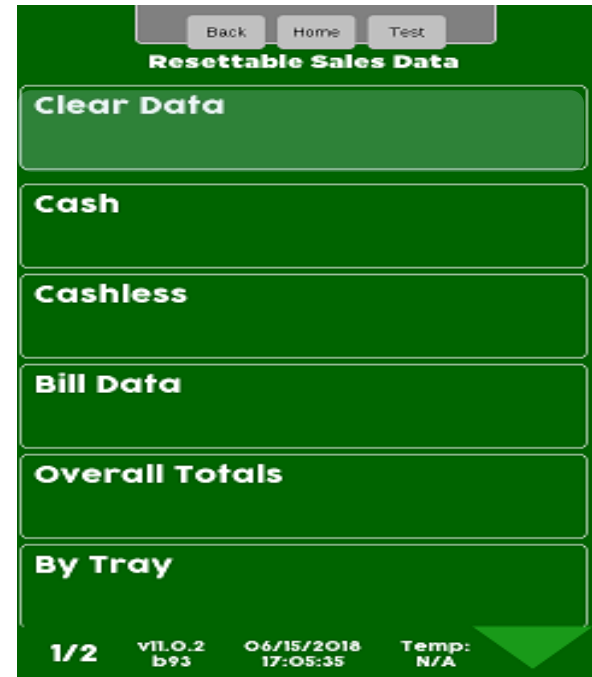 Back Home Test
Resettable Sales Data
Clear Data
Cash
Cashless
Bill Data
Overall Totals
By Tray
1/2 v11.0.2 06/15/2018 Temp:
b93 17:05:35 N/A